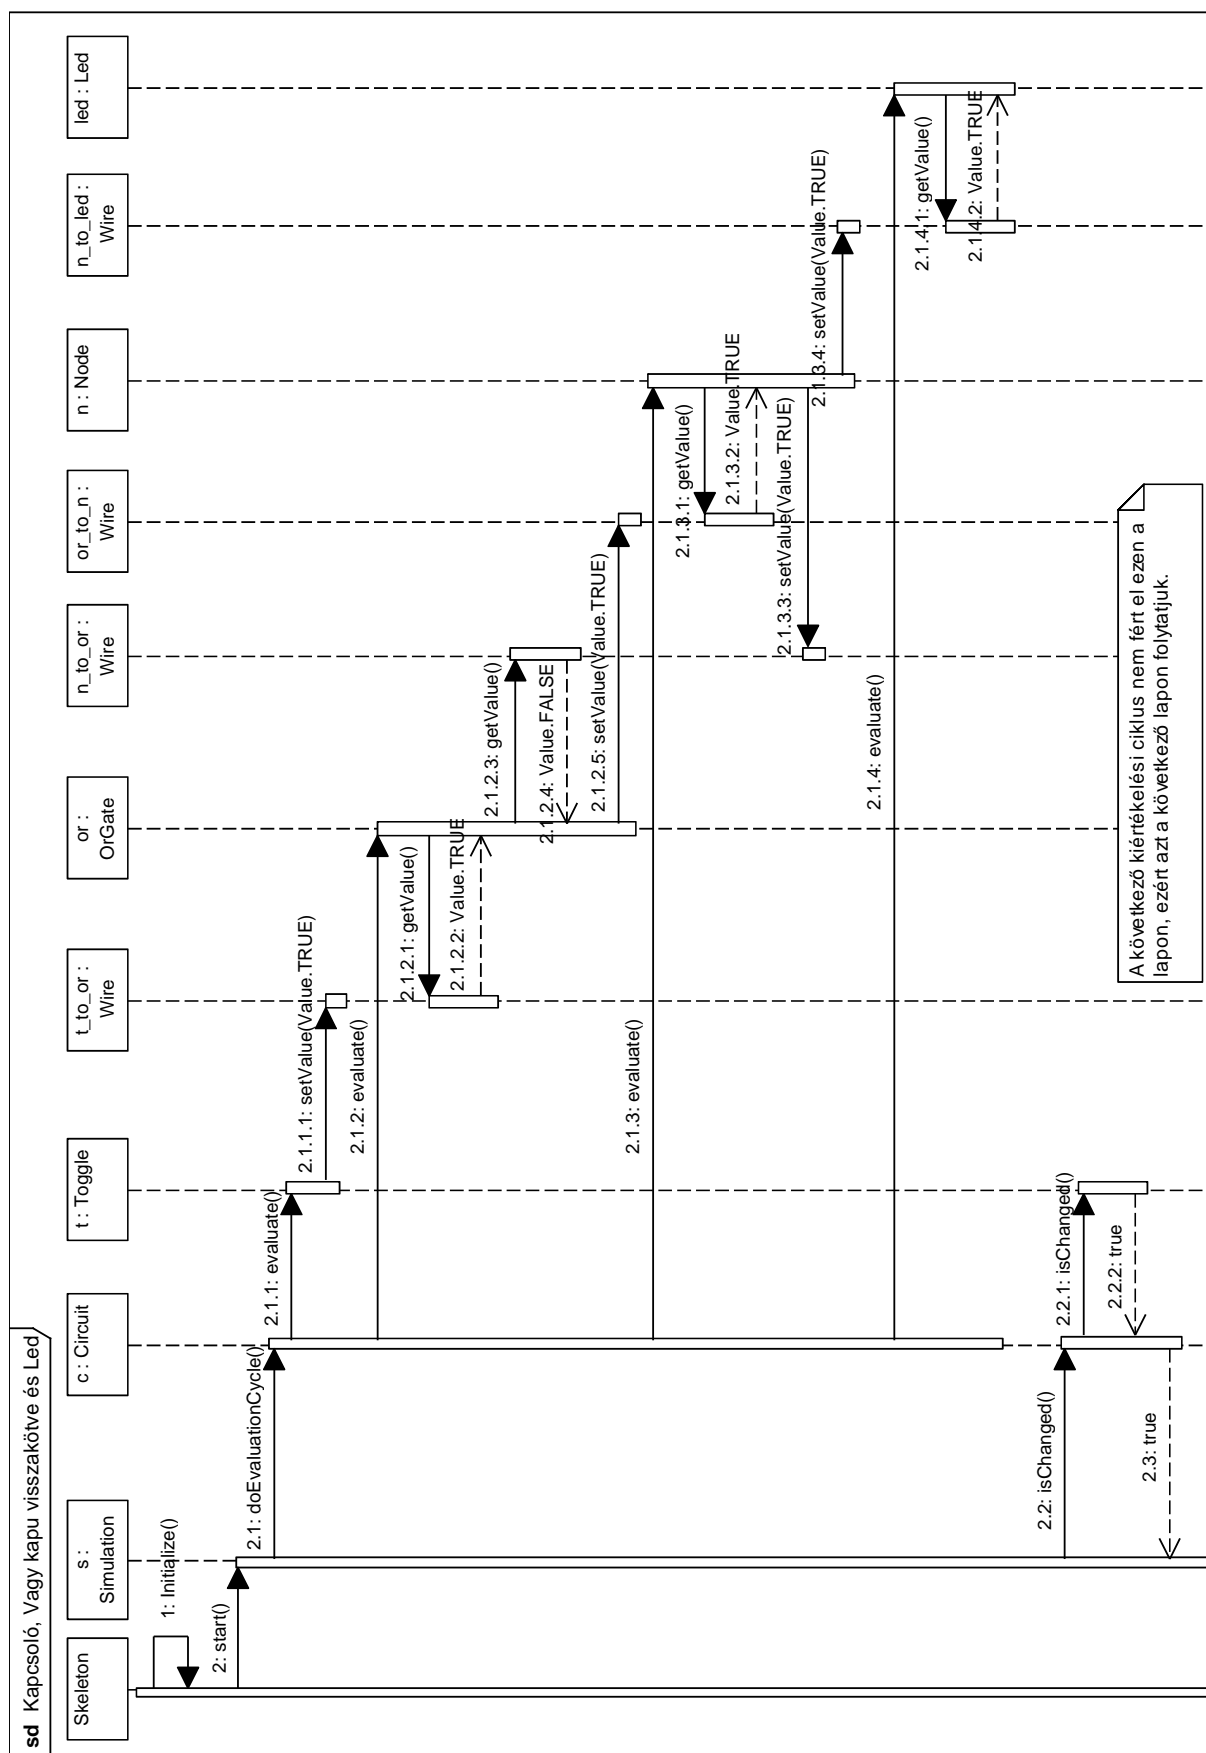 sd Kapcsoló, Vagy kapu visszakötve és Led
Skeleton
s :
Simulation
c : Circuit
t : Toggle
t_to_or :
Wire
or :
OrGate
n_to_or :
Wire
or_to_n :
Wire
n : Node
n_to_led :
Wire
led : Led
1: Initialize()
2: start()
2.1: doEvaluationCycle()
2.1.1: evaluate()
2.1.1.1: setValue(Value.TRUE)
2.1.2: evaluate()
2.1.2.1: getValue()
2.1.2.2: Value.TRUE
2.1.2.3: getValue()
2.1.2.4: Value.FALSE
2.1.2.5: setValue(Value.TRUE)
2.1.3: evaluate()
2.1.3.1: getValue()
2.1.3.2: Value.TRUE
2.1.3.3: setValue(Value.TRUE)
2.1.3.4: setValue(Value.TRUE)
2.1.4: evaluate()
2.1.4.1: getValue()
2.1.4.2: Value.TRUE
2.2: isChanged()
2.2.1: isChanged()
2.2.2: true
2.3: true
A következő kiértékelési ciklus nem fért el ezen a
lapon, ezért azt a következő lapon folytatjuk.